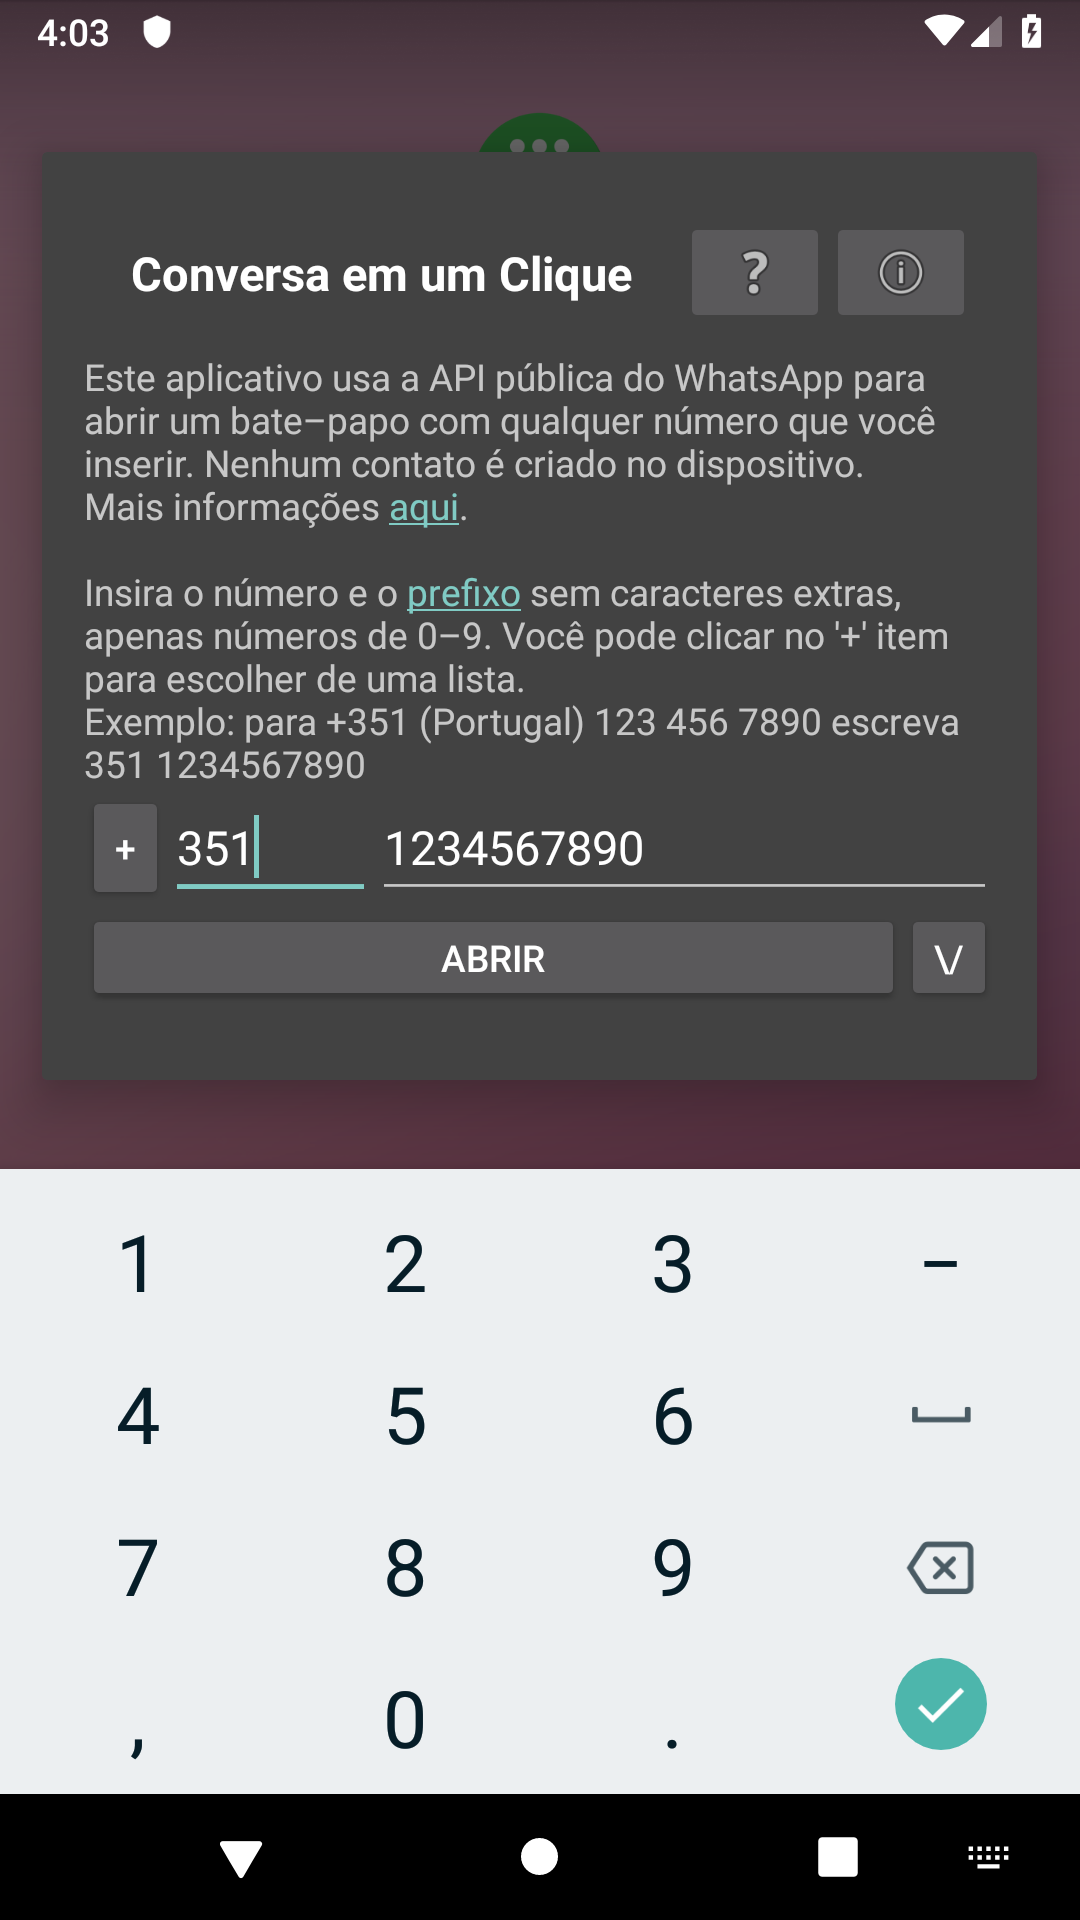 4:03
Conversa em um Clique
?
Este aplicativo usa a API pública do WhatsApp para
abrir um bate-papo com qualquer número que você
inserir. Nenhum contato é criado no dispositivo.
Mais informações aqui.
Insira o número e o prefixo sem caracteres extras,
apenas números de 0-9. Você pode clicar no '+' item
para escolher de uma lista.
Exemplo: para +351 (Portugal) 123 456 7890 escreva
351 1234567890
+ 351 1234567890
ABRIR \/
1 2 3 -
4 5 6
7 8 9
, 0 .